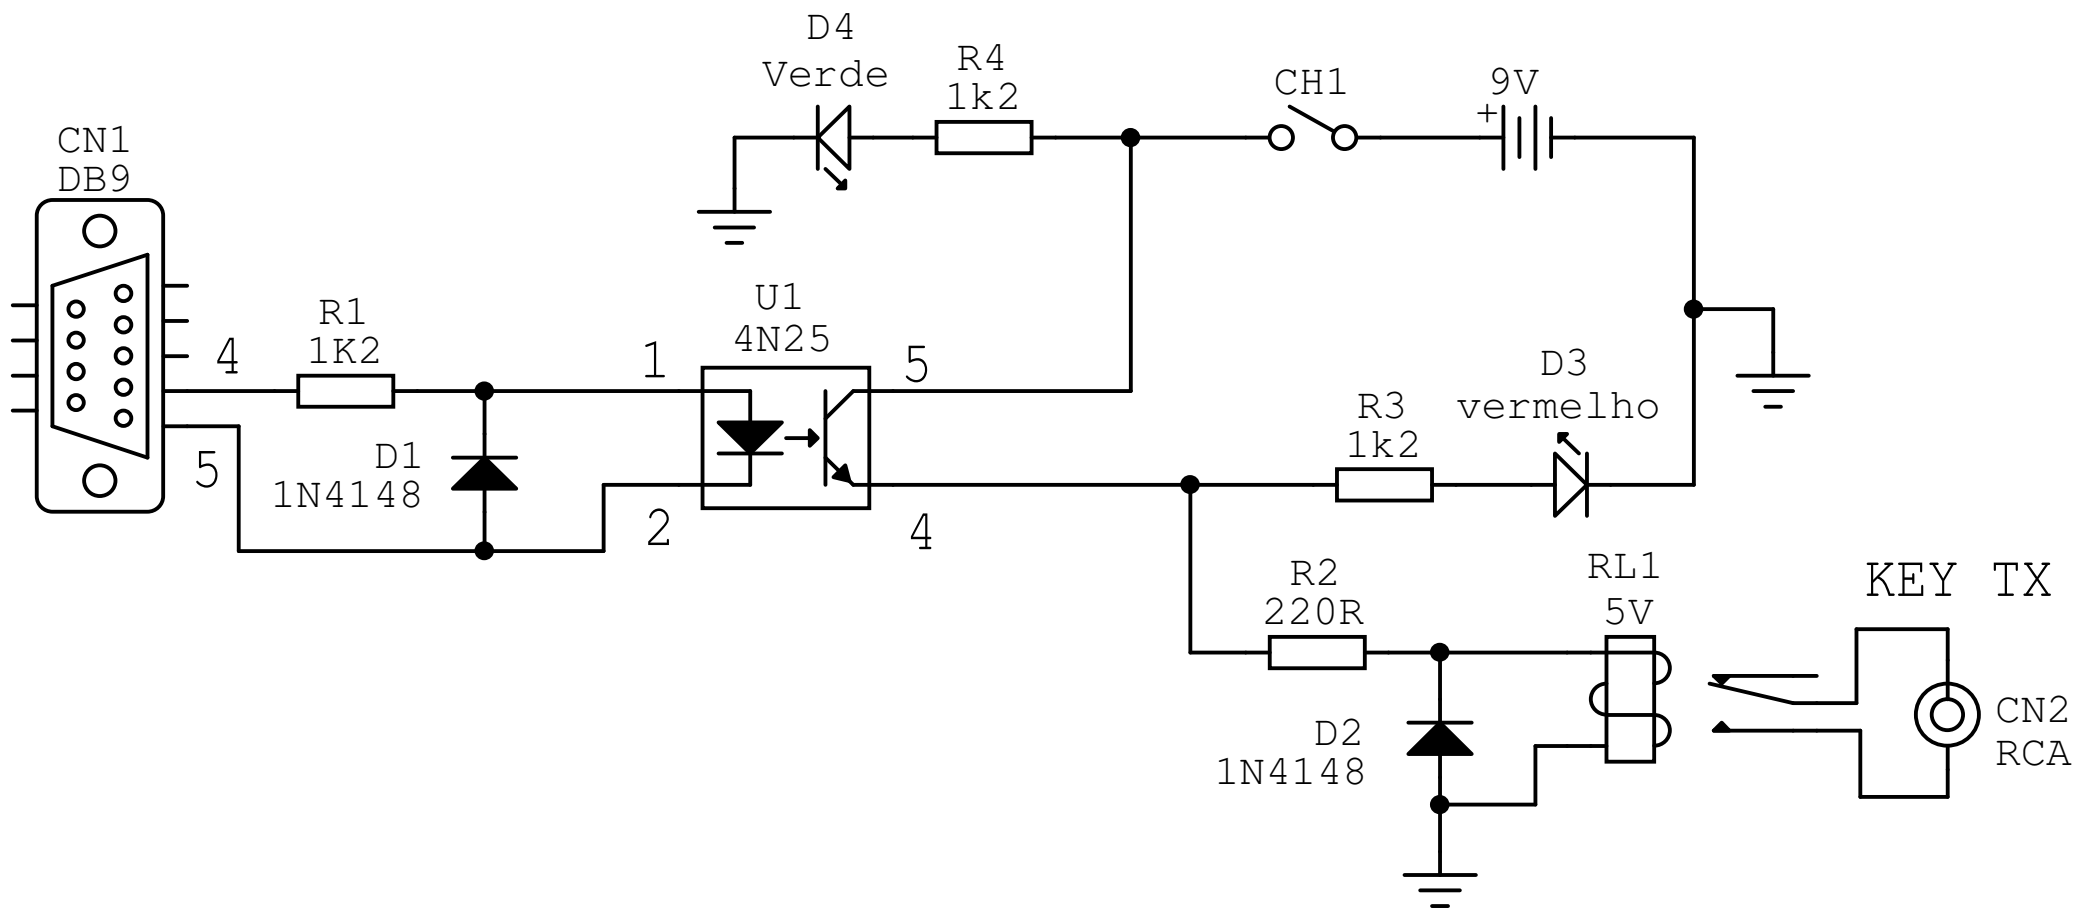 D4
Verde
R4
1k2
CH1
9V
+
CN1
DB9
R1
1K2
4
5
D1
1N4148
U1
4N25
1
2
5
4
D3
vermelho
R3
1k2
R2
220R
RL1
5V
D2
1N4148
KEY TX
CN2
RCA